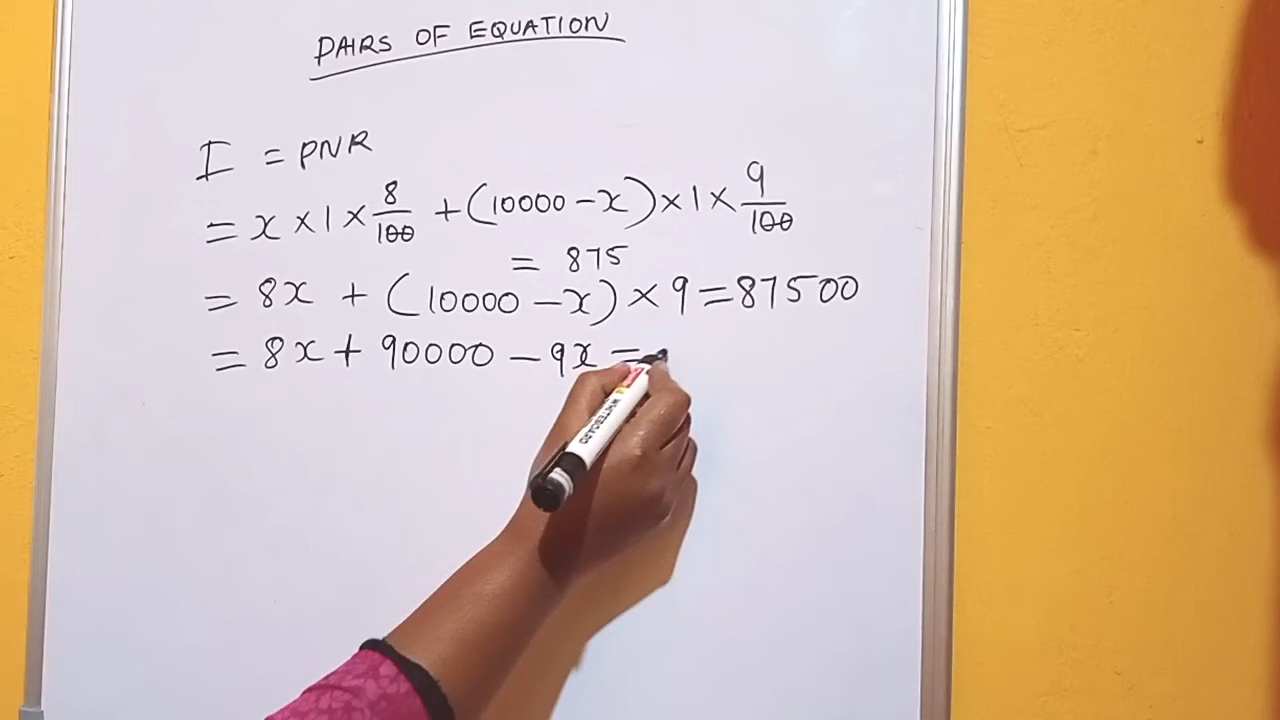 PAIRS OF EQUATION
I = PNR
= x × 1 × 8/100 + (10000 - x) × 1 × 9/100
= 875
= 8x + (10000 - x) × 9 = 87500
= 8x + 90000 - 9x =
WHITEBOARD